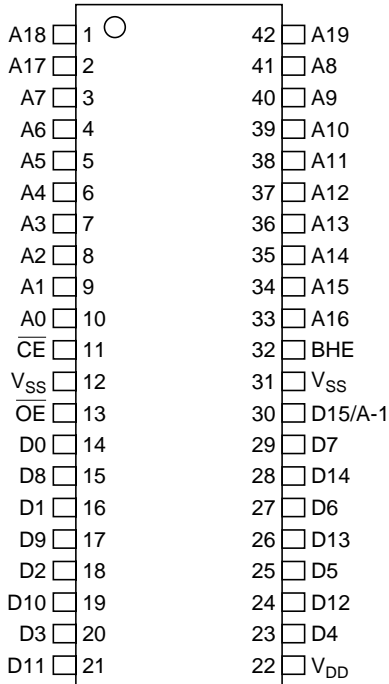 A18 1 42 A19
A17 2 41 A8
A7 3 40 A9
A6 4 39 A10
A5 5 38 A11
A4 6 37 A12
A3 7 36 A13
A2 8 35 A14
A1 9 34 A15
A0 10 33 A16
C̅E̅ 11 32 BHE
VSS 12 31 VSS
O̅E̅ 13 30 D15/A-1
D0 14 29 D7
D8 15 28 D14
D1 16 27 D6
D9 17 26 D13
D2 18 25 D5
D10 19 24 D12
D3 20 23 D4
D11 21 22 VDD